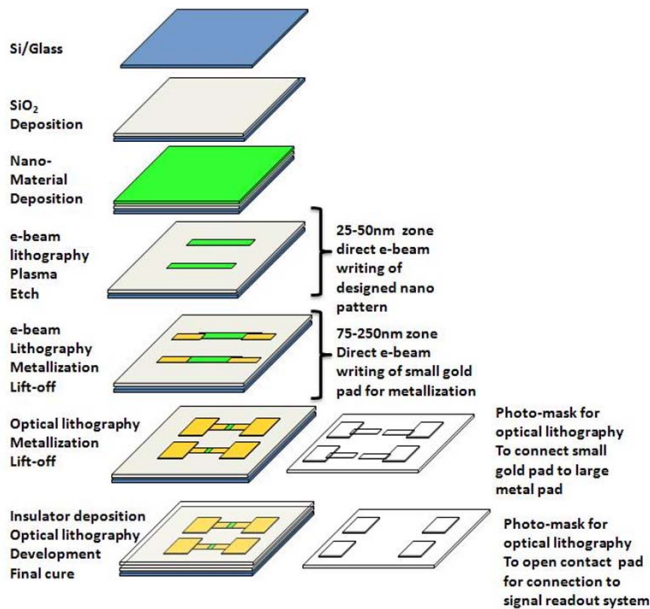 Si/Glass
SiO₂
Deposition
Nano-
Material
Deposition
e-beam
lithography
Plasma
Etch
25-50nm zone
direct e-beam
writing of
designed nano
pattern
e-beam
Lithography
Metallization
Lift-off
75-250nm zone
Direct e-beam
writing of small gold
pad for metallization
Optical lithography
Metallization
Lift-off
Photo-mask for
optical lithography
To connect small
gold pad to large
metal pad
Insulator deposition
Optical lithography
Development
Final cure
Photo-mask for
optical lithography
To open contact pad
for connection to
signal readout system